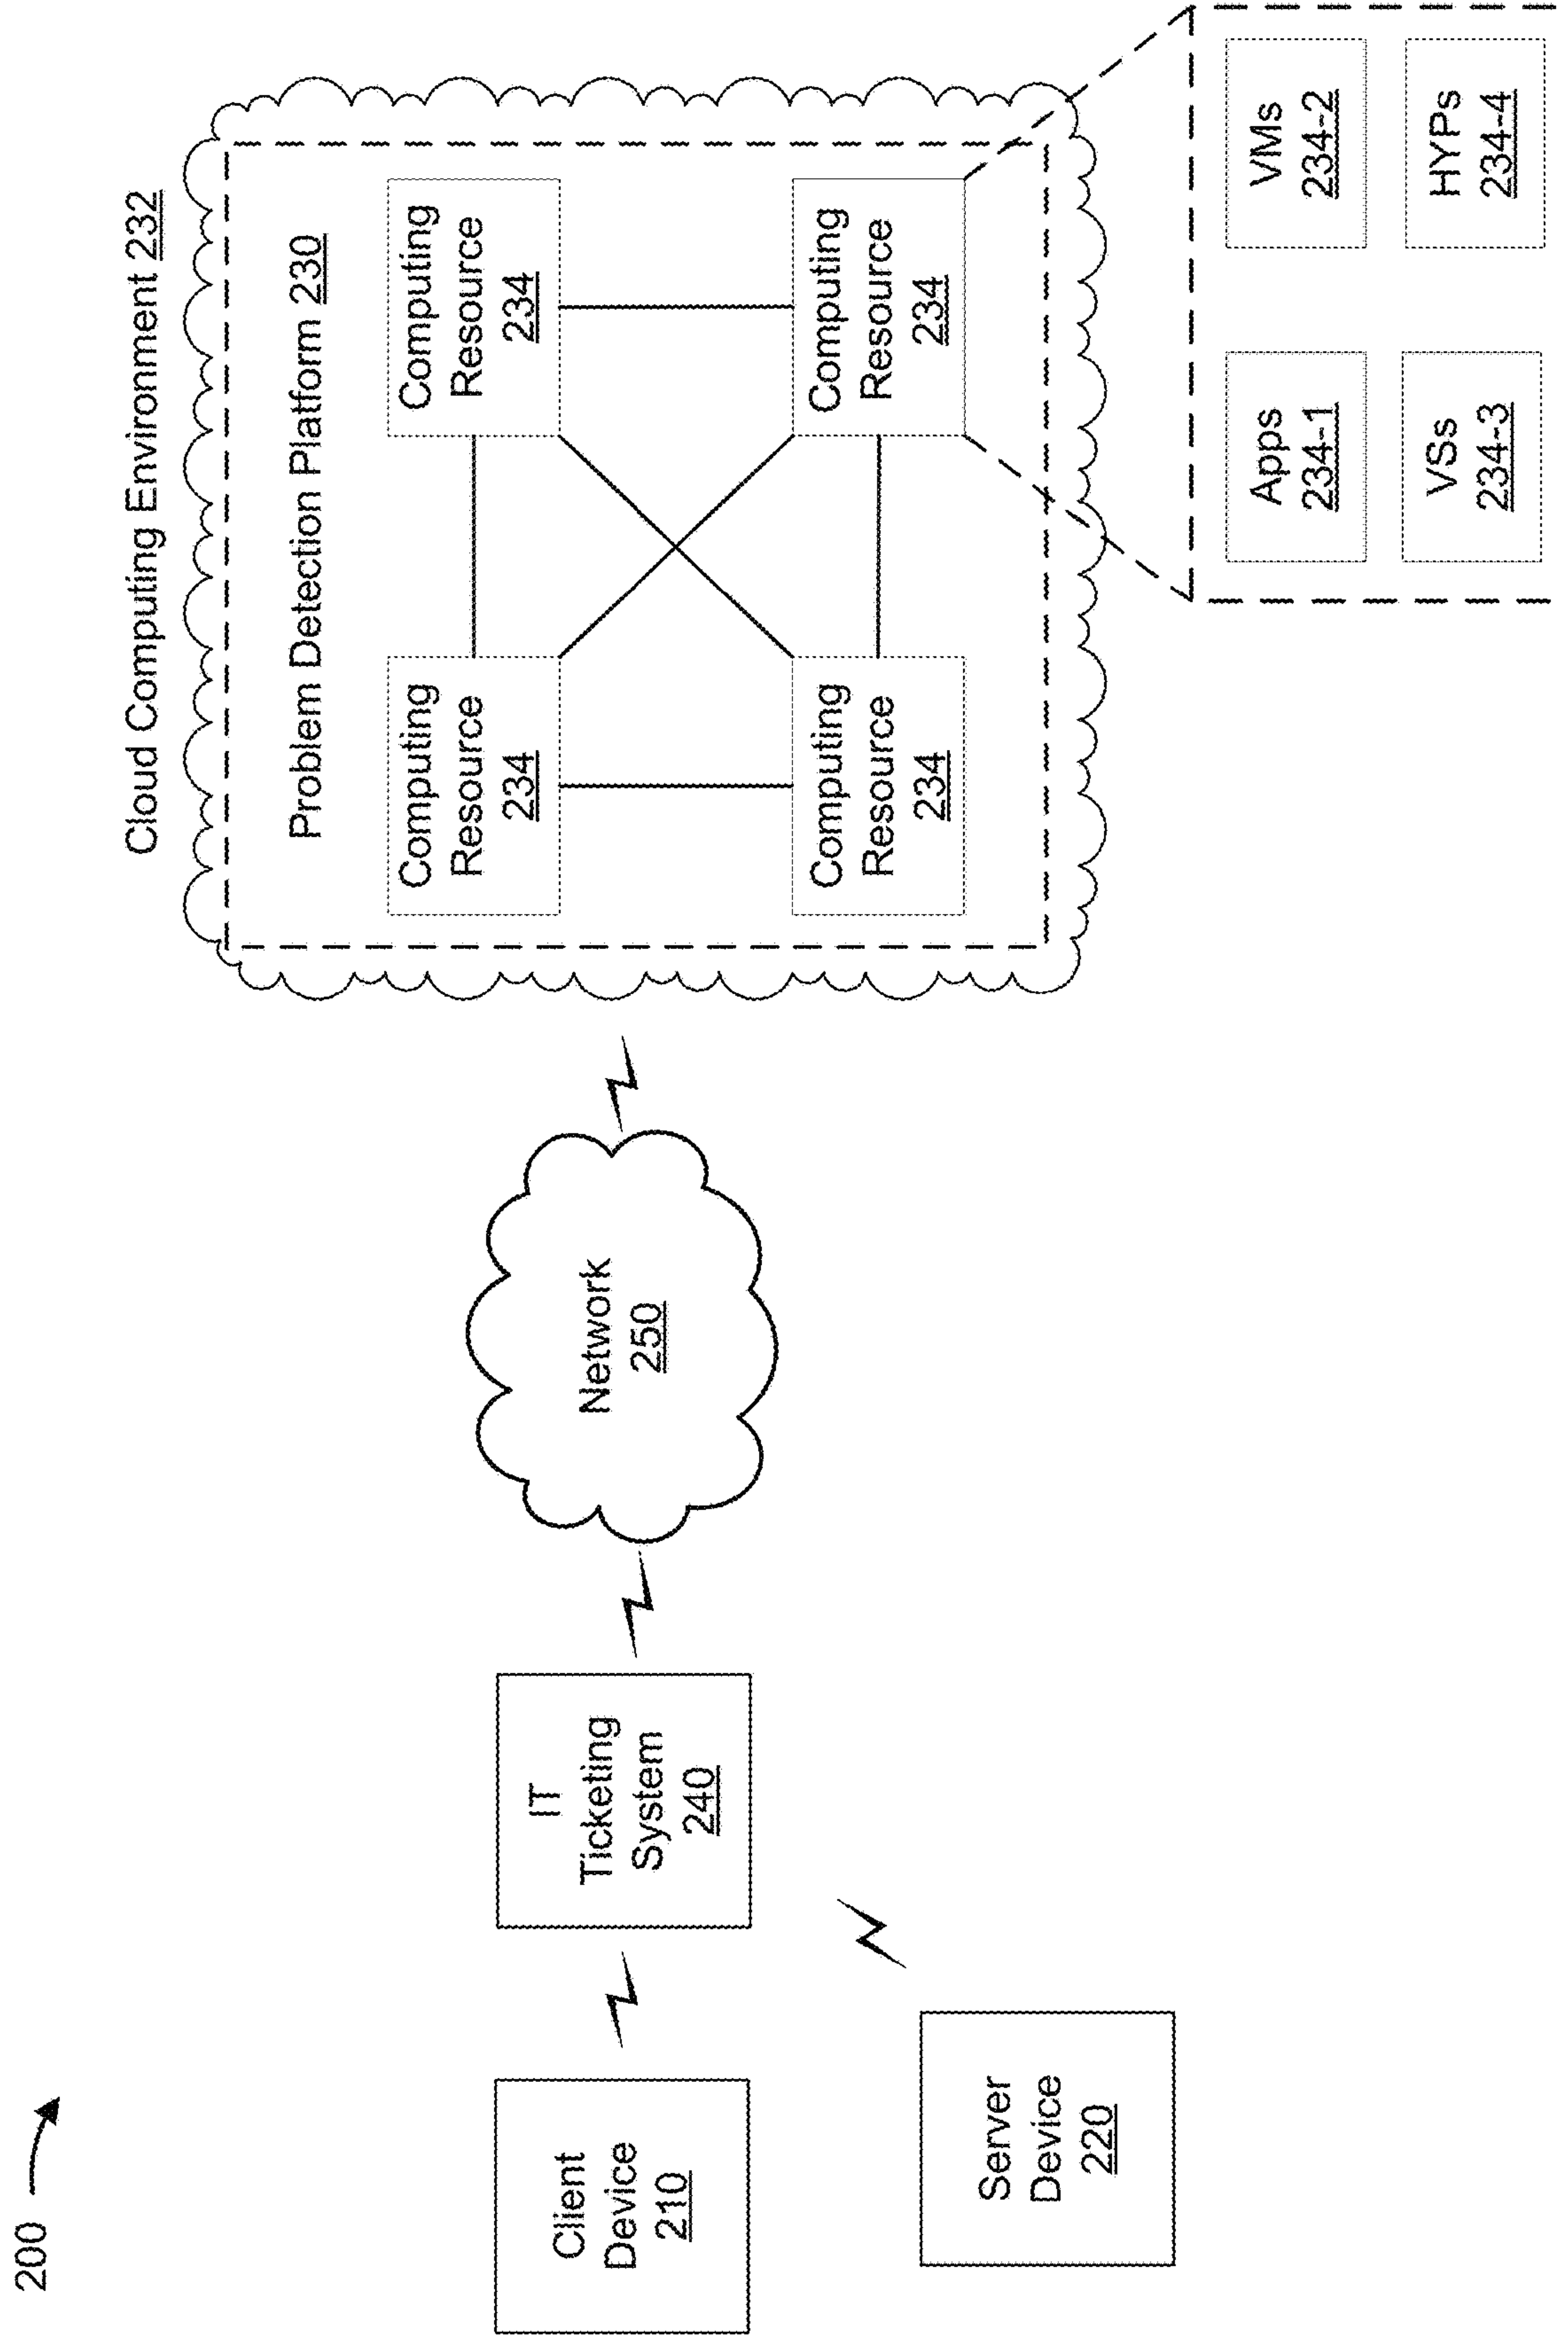 200
Cloud Computing Environment 232
Problem Detection Platform 230
Computing
Resource
234
Computing
Resource
234
Computing
Resource
234
Computing
Resource
234
Client
Device
210
IT
Ticketing
System
240
Network
250
Server
Device
220
Apps
234-1
VMs
234-2
VSs
234-3
HYPs
234-4